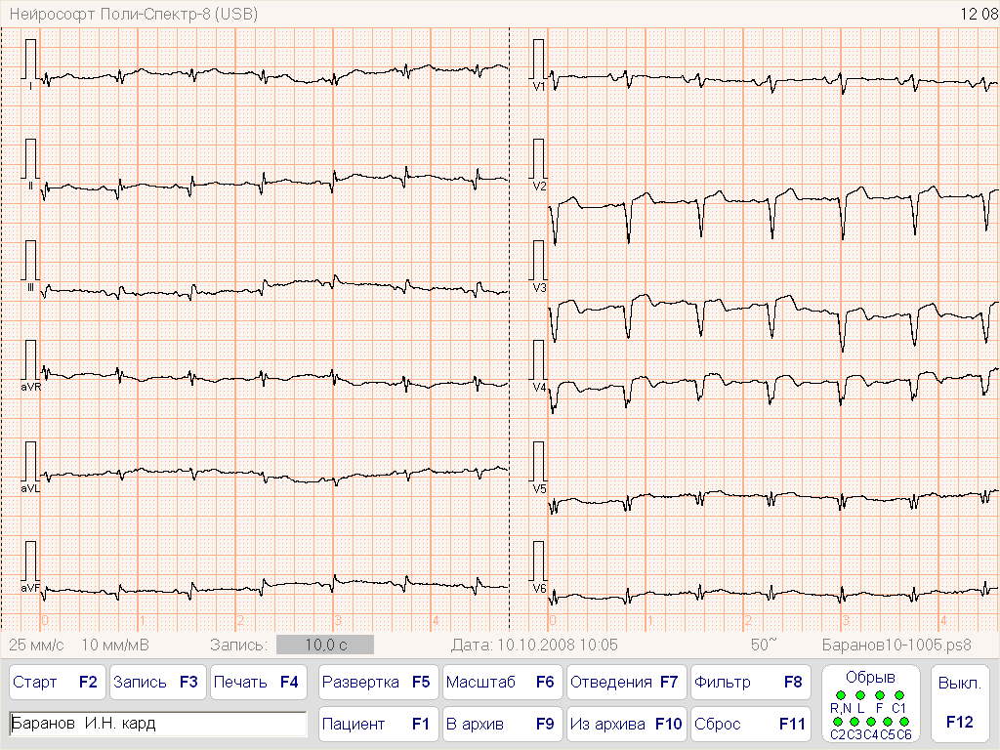 Нейрософт Поли-Спектр-8 (USB) 12 08
I V1
II V2
III V3
aVR V4
aVL V5
aVF V6
0 1 2 3 4 0 1 2 3 4
25 мм/с 10 мм/мВ Запись: 10,0 с Дата: 10.10.2008 10:05 50~ Баранов10-1005.ps8
Старт F2 Запись F3 Печать F4 Развертка F5 Масштаб F6 Отведения F7 Фильтр F8 Обрыв Выкл.
R,N L F C1
Баранов И.Н. кард Пациент F1 В архив F9 Из архива F10 Сброс F11 F12
C2C3C4C5C6